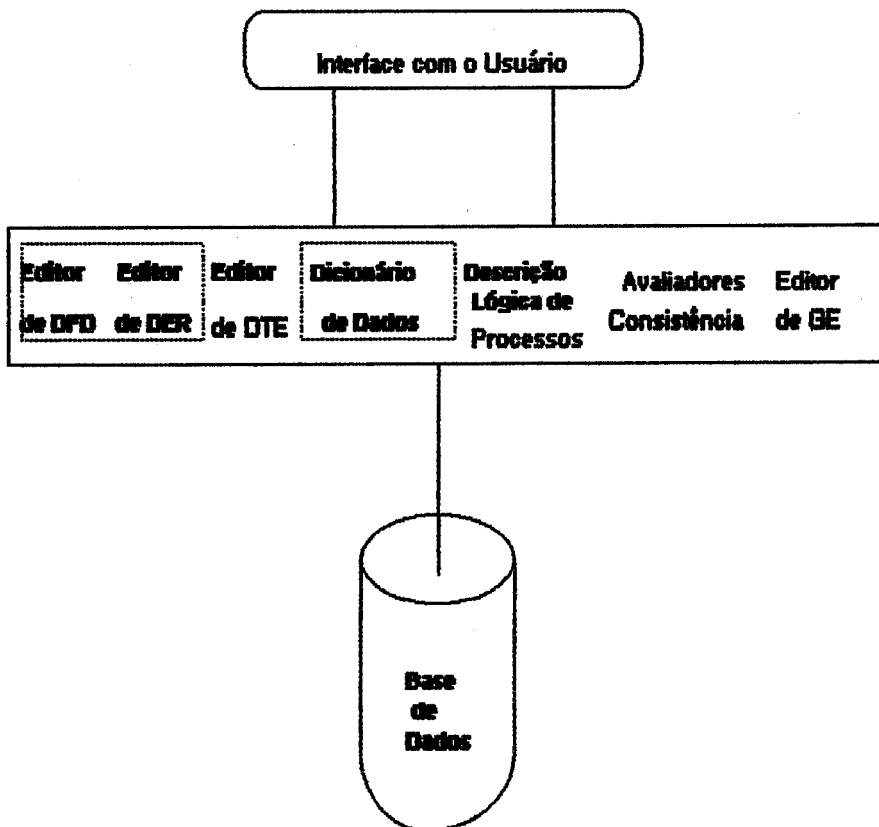 Interface com o Usuário
Editor
de DFD
Editor
de DER
Editor
de DTE
Dicionário
de Dados
Descrição
Lógica de
Processos
Avaliadores
Consistência
Editor
de GE
Base
de
Dados